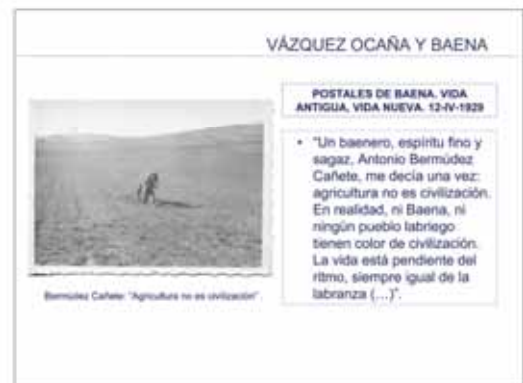 VÁZQUEZ OCAÑA Y BAENA
POSTALES DE BAENA. VIDA
ANTIGUA, VIDA NUEVA. 12-IV-1929
• "Un baenero, espíritu fino y
sagaz, Antonio Bermúdez
Cañete, me decía una vez:
agricultura no es civilización.
En realidad, ni Baena, ni
ningún pueblo labriego
tienen color de civilización.
La vida está pendiente del
ritmo, siempre igual de la
labranza (…)".
Bermúdez Cañete: "Agricultura no es civilización".